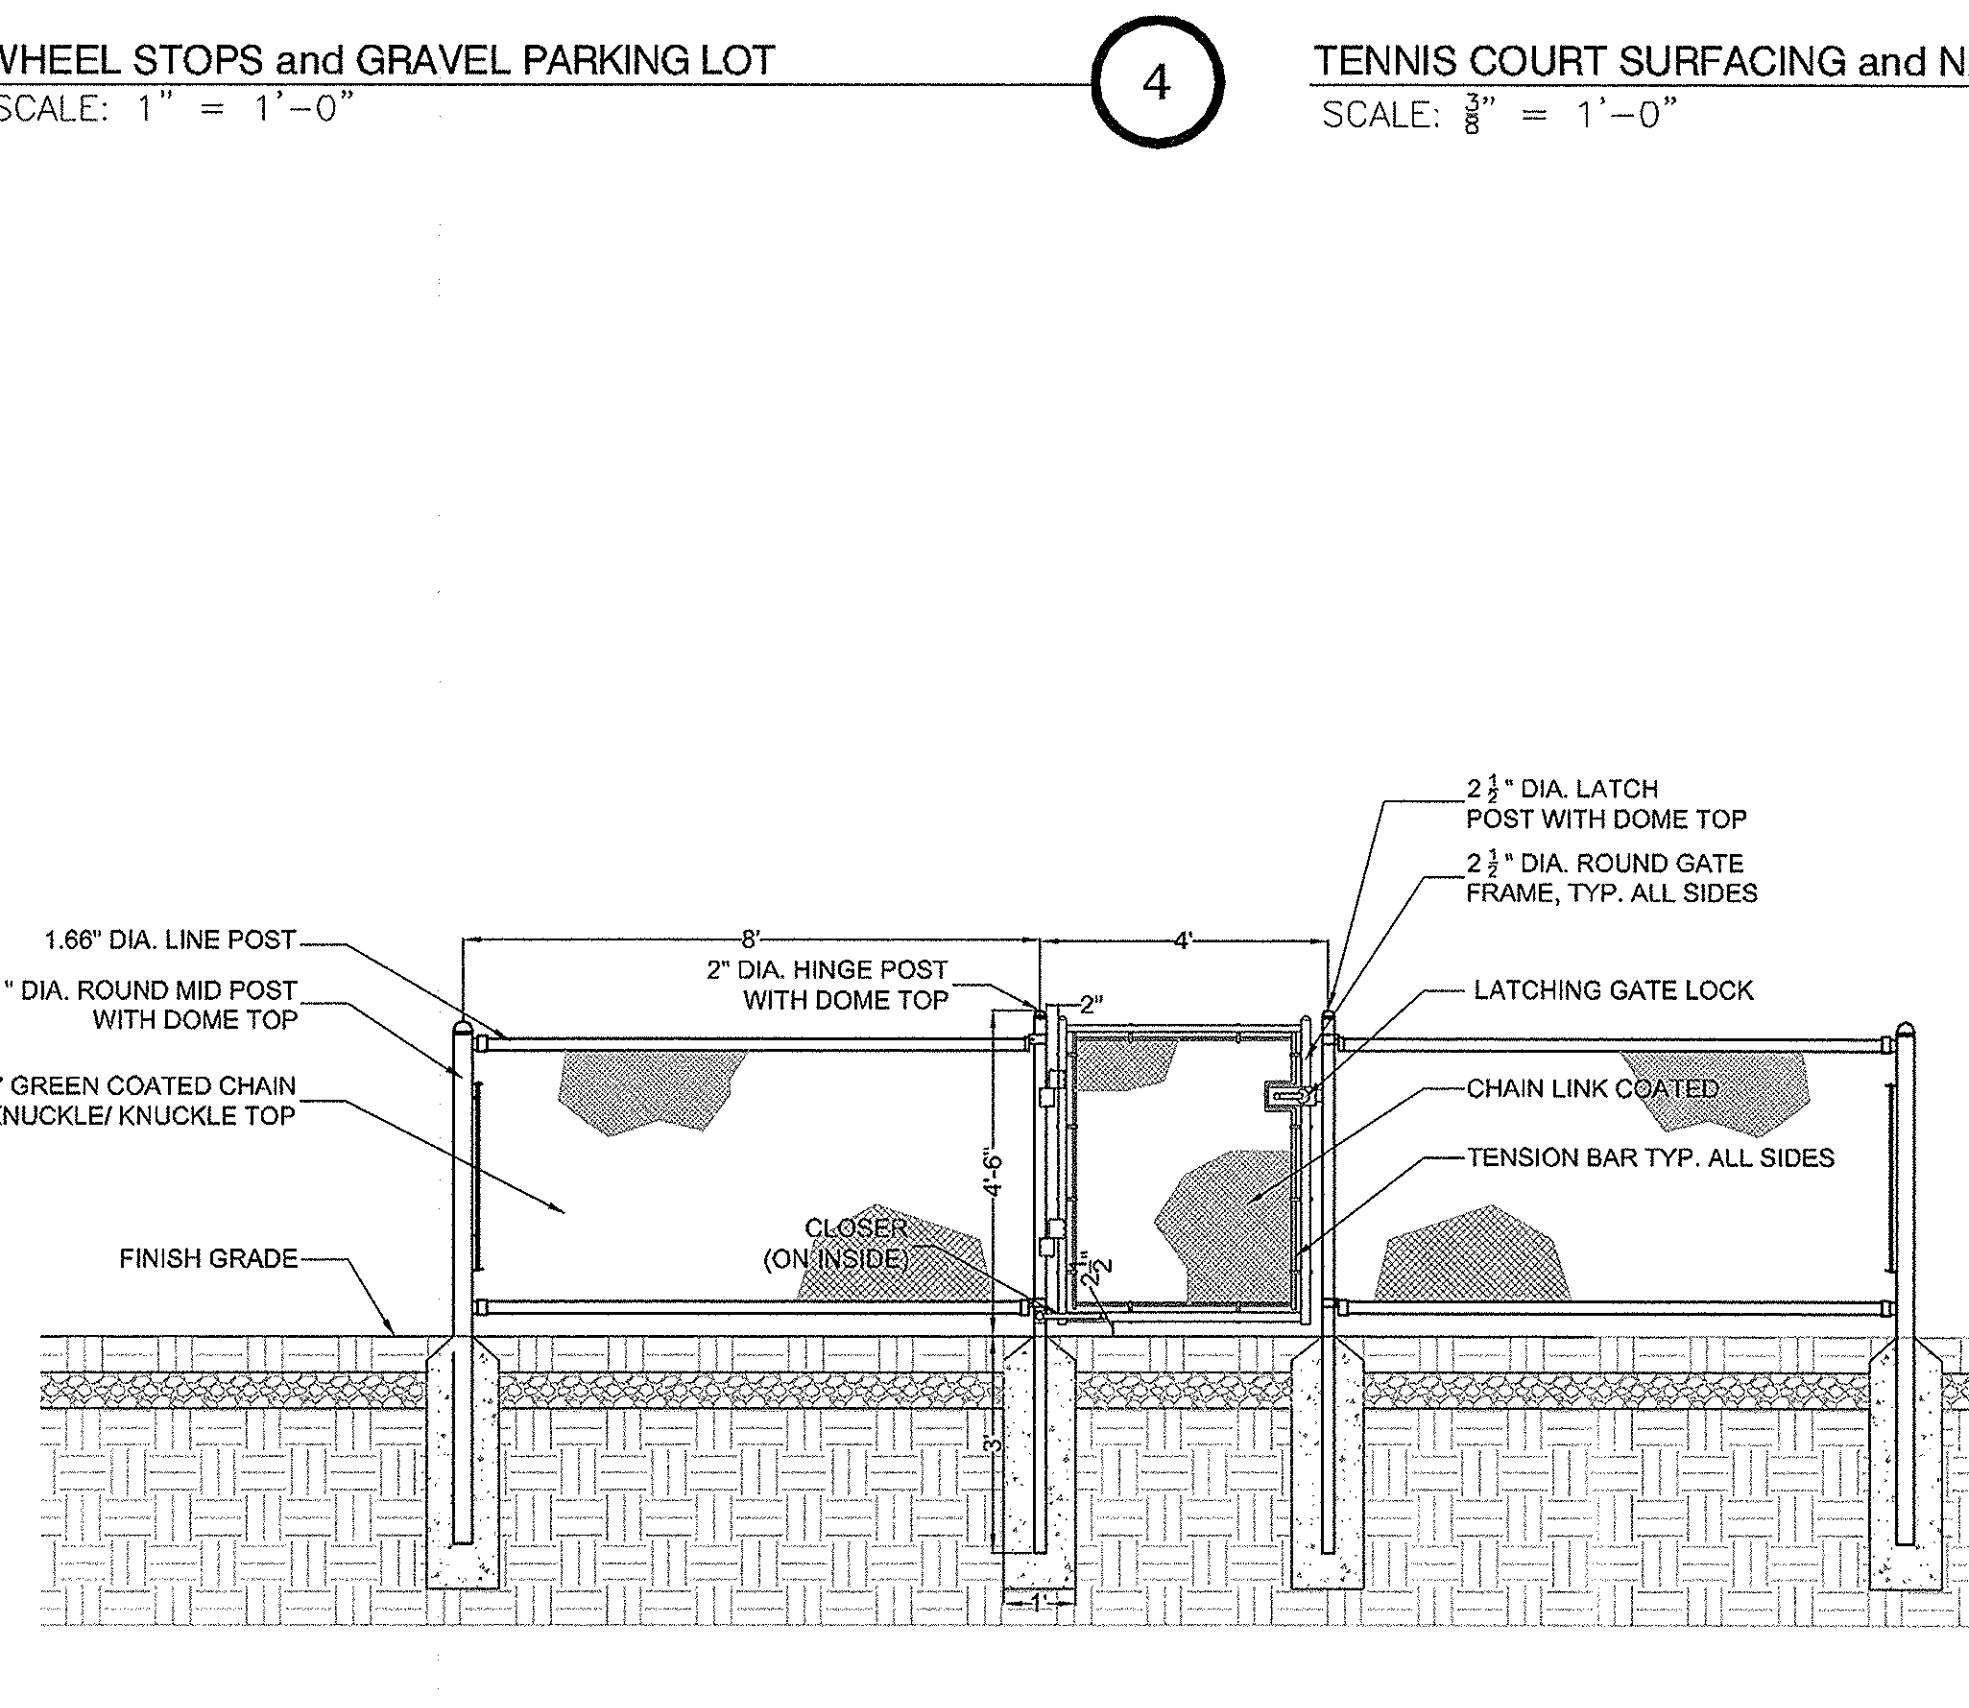 WHEEL STOPS and GRAVEL PARKING LOT
SCALE: 1" = 1'-0"
4
TENNIS COURT SURFACING and
SCALE: 3/8" = 1'-0"
2 1/2" DIA. LATCH
POST WITH DOME TOP
2 1/2" DIA. ROUND GATE
FRAME, TYP. ALL SIDES
1.66" DIA. LINE POST
8'
4'
" DIA. ROUND MID POST
WITH DOME TOP
2" DIA. HINGE POST
WITH DOME TOP
2"
LATCHING GATE LOCK
' GREEN COATED CHAIN
KNUCKLE/ KNUCKLE TOP
CHAIN LINK COATED
4'-6"
TENSION BAR TYP. ALL SIDES
CLOSER
(ON INSIDE)
2 1/2"
FINISH GRADE
3'
1'